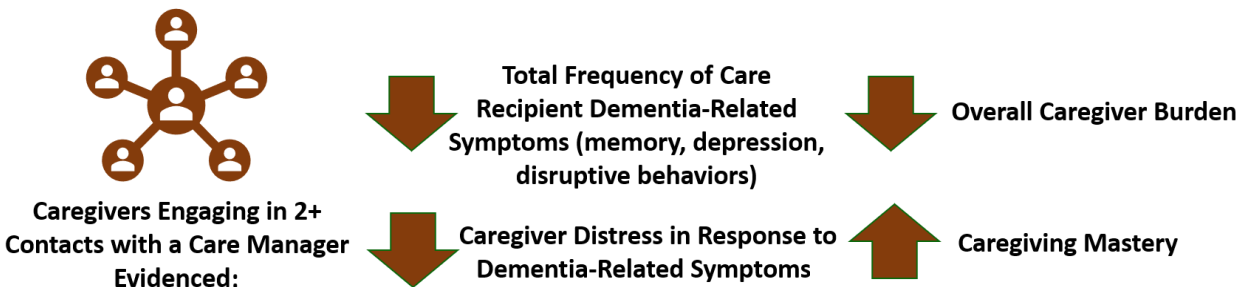 Caregivers Engaging in 2+
Contacts with a Care Manager
Evidenced:
Total Frequency of Care
Recipient Dementia-Related
Symptoms (memory, depression,
disruptive behaviors)
Caregiver Distress in Response to
Dementia-Related Symptoms
Overall Caregiver Burden
Caregiving Mastery